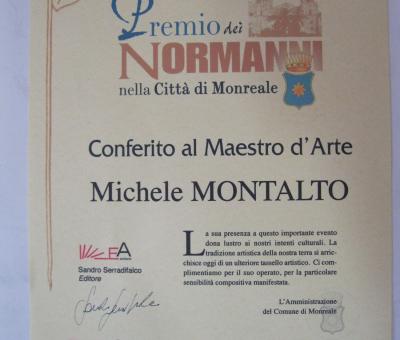 Premio dei
NORMANNI
nella Città di Monreale
Conferito al Maestro d'Arte
Michele MONTALTO
EA
Sandro Serradifalco
Editore
La sua presenza a questo importante evento
dona lustro ai nostri intenti culturali. La
tradizione artistica della nostra terra si arric-
chisce oggi di un ulteriore tassello artistico. Ci com-
plimentiamo per il suo operato, per la particolare
sensibilità compositiva manifestata.
L'Amministrazione
del Comune di Monreale